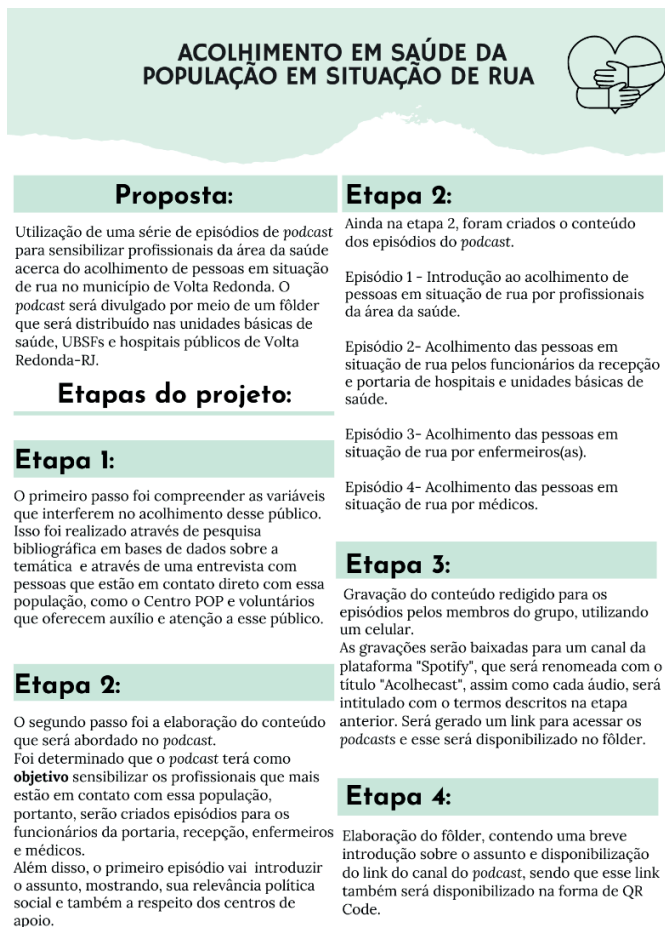 ACOLHIMENTO EM SAÚDE DA
POPULAÇÃO EM SITUAÇÃO DE RUA
Proposta:
Utilização de uma série de episódios de podcast
para sensibilizar profissionais da área da saúde
acerca do acolhimento de pessoas em situação
de rua no município de Volta Redonda. O
podcast será divulgado por meio de um fôlder
que será distribuído nas unidades básicas de
saúde, UBSFs e hospitais públicos de Volta
Redonda-RJ.
Etapas do projeto:
Etapa 1:
O primeiro passo foi compreender as variáveis
que interferem no acolhimento desse público.
Isso foi realizado através de pesquisa
bibliográfica em bases de dados sobre a
temática e através de uma entrevista com
pessoas que estão em contato direto com essa
população, como o Centro POP e voluntários
que oferecem auxílio e atenção a esse público.
Etapa 2:
O segundo passo foi a elaboração do conteúdo
que será abordado no podcast.
Foi determinado que o podcast terá como
objetivo sensibilizar os profissionais que mais
estão em contato com essa população,
portanto, serão criados episódios para os
funcionários da portaria, recepção, enfermeiros
e médicos.
Além disso, o primeiro episódio vai introduzir
o assunto, mostrando, sua relevância política
social e também a respeito dos centros de
apoio.
Etapa 2:
Ainda na etapa 2, foram criados o conteúdo
dos episódios do podcast.
Episódio 1 - Introdução ao acolhimento de
pessoas em situação de rua por profissionais
da área da saúde.
Episódio 2- Acolhimento das pessoas em
situação de rua pelos funcionários da recepção
e portaria de hospitais e unidades básicas de
saúde.
Episódio 3- Acolhimento das pessoas em
situação de rua por enfermeiros(as).
Episódio 4- Acolhimento das pessoas em
situação de rua por médicos.
Etapa 3:
Gravação do conteúdo redigido para os
episódios pelos membros do grupo, utilizando
um celular.
As gravações serão baixadas para um canal da
plataforma "Spotify", que será renomeada com o
título "Acolhecast", assim como cada áudio, será
intitulado com o termos descritos na etapa
anterior. Será gerado um link para acessar os
podcasts e esse será disponibilizado no fôlder.
Etapa 4:
Elaboração do fôlder, contendo uma breve
introdução sobre o assunto e disponibilização
do link do canal do podcast, sendo que esse link
também será disponibilizado na forma de QR
Code.